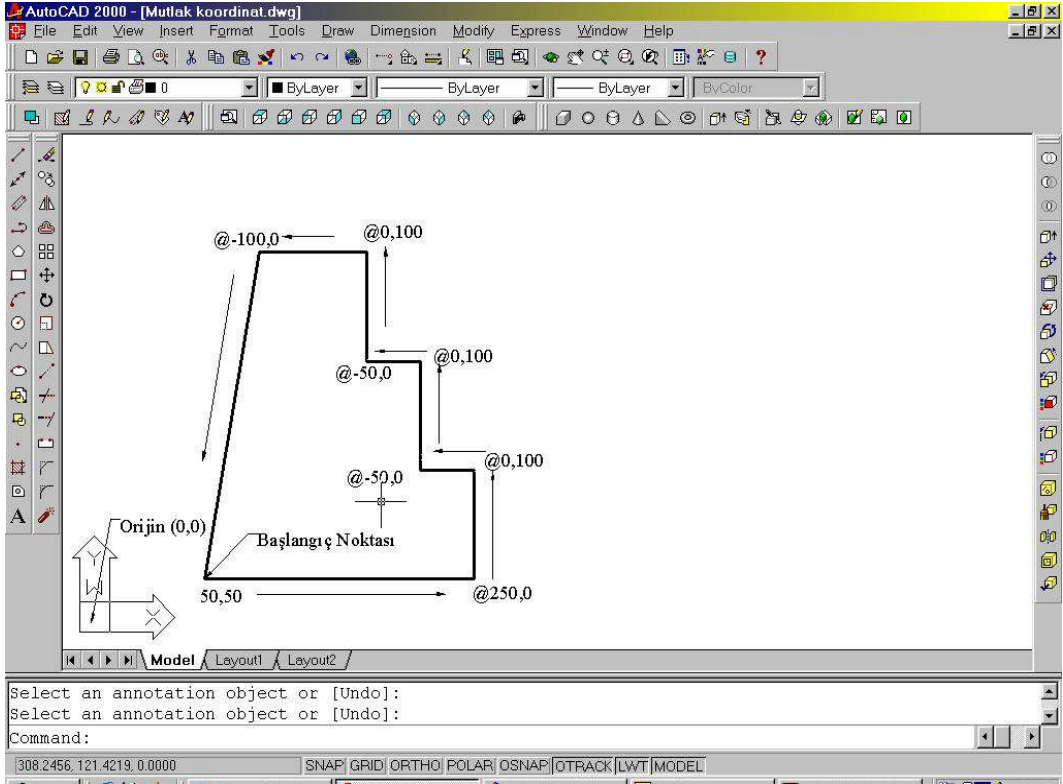 AutoCAD 2000 - [Mutlak koordinat.dwg]
File Edit View Insert Format Tools Draw Dimension Modify Express Window Help
0 ByLayer ByLayer ByLayer ByColor
@-100,0 @0,100
@0,100
@-50,0
@0,100
@-50,0
Orijin (0,0)
Başlangıç Noktası
50,50 @250,0
Y
W
X
Model Layout1 Layout2
Select an annotation object or [Undo]:
Select an annotation object or [Undo]:
Command:
308.2456, 121.4219, 0.0000 SNAP GRID ORTHO POLAR OSNAP OTRACK LWT MODEL